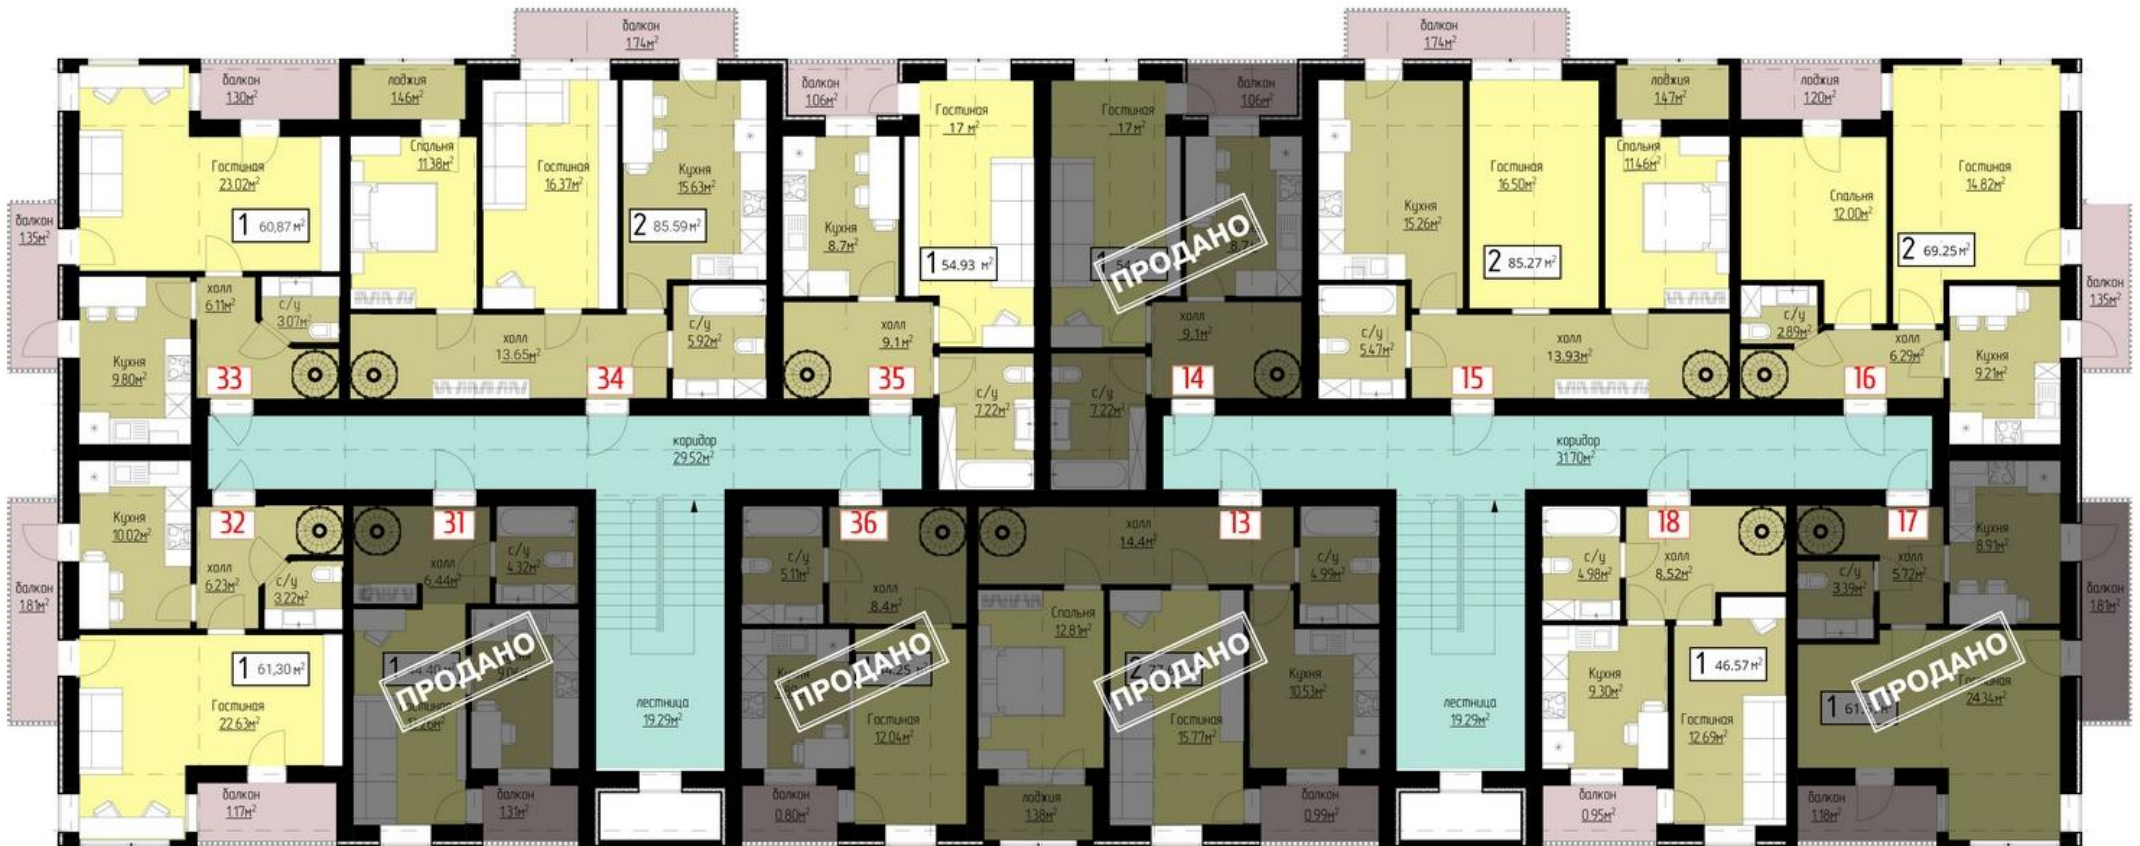 балкон
1.74м²
балкон
1.74м²
балкон
1.30м²
лоджия
1.46м²
балкон
1.06м²
балкон
1.06м²
лоджия
1.47м²
лоджия
1.20м²
Гостиная
23.02м²
1 60,87 м²
Спальня
11.38м²
Гостиная
16.37м²
Кухня
15.63м²
2 85.59 м²
Кухня
8.7м²
Гостиная
17 м²
1 54.93 м²
Гостиная
17 м²
ПРОДАНО
Кухня
15.26м²
Гостиная
16.50м²
2 85.27 м²
Спальня
11.46м²
Спальня
12.00м²
Гостиная
14.82м²
2 69.25 м²
балкон
1.35м²
балкон
1.35м²
Кухня
9.80м²
холл
6.11м²
с/у
3.07м²
33
холл
13.65м²
34
с/у
5.92м²
холл
9.1м²
35
с/у
7.22м²
с/у
7.22м²
холл
9.1м²
14
с/у
5.47м²
15
холл
13.93м²
с/у
2.89м²
холл
6.29м²
16
Кухня
9.21м²
коридор
29.52м²
коридор
31.70м²
балкон
1.81м²
Кухня
10.02м²
32
холл
6.23м²
с/у
3.22м²
31
холл
6.44м²
с/у
4.32м²
с/у
5.11м²
36
холл
8.4м²
холл
14.4м²
13
с/у
4.99м²
с/у
4.98м²
18
холл
8.52м²
17
холл
5.72м²
с/у
3.39м²
Кухня
8.91м²
балкон
1.81м²
1 61,30 м²
Гостиная
22.63м²
ПРОДАНО
лестница
19.29м²
ПРОДАНО
Гостиная
12.04м²
Спальня
12.81м²
ПРОДАНО
Гостиная
15.77м²
Кухня
10.53м²
лестница
19.29м²
Кухня
9.30м²
1 46.57 м²
Гостиная
12.69м²
ПРОДАНО
24.34м²
балкон
1.17м²
балкон
1.31м²
балкон
0.80м²
лоджия
1.38м²
балкон
0.99м²
балкон
0.95м²
балкон
1.18м²